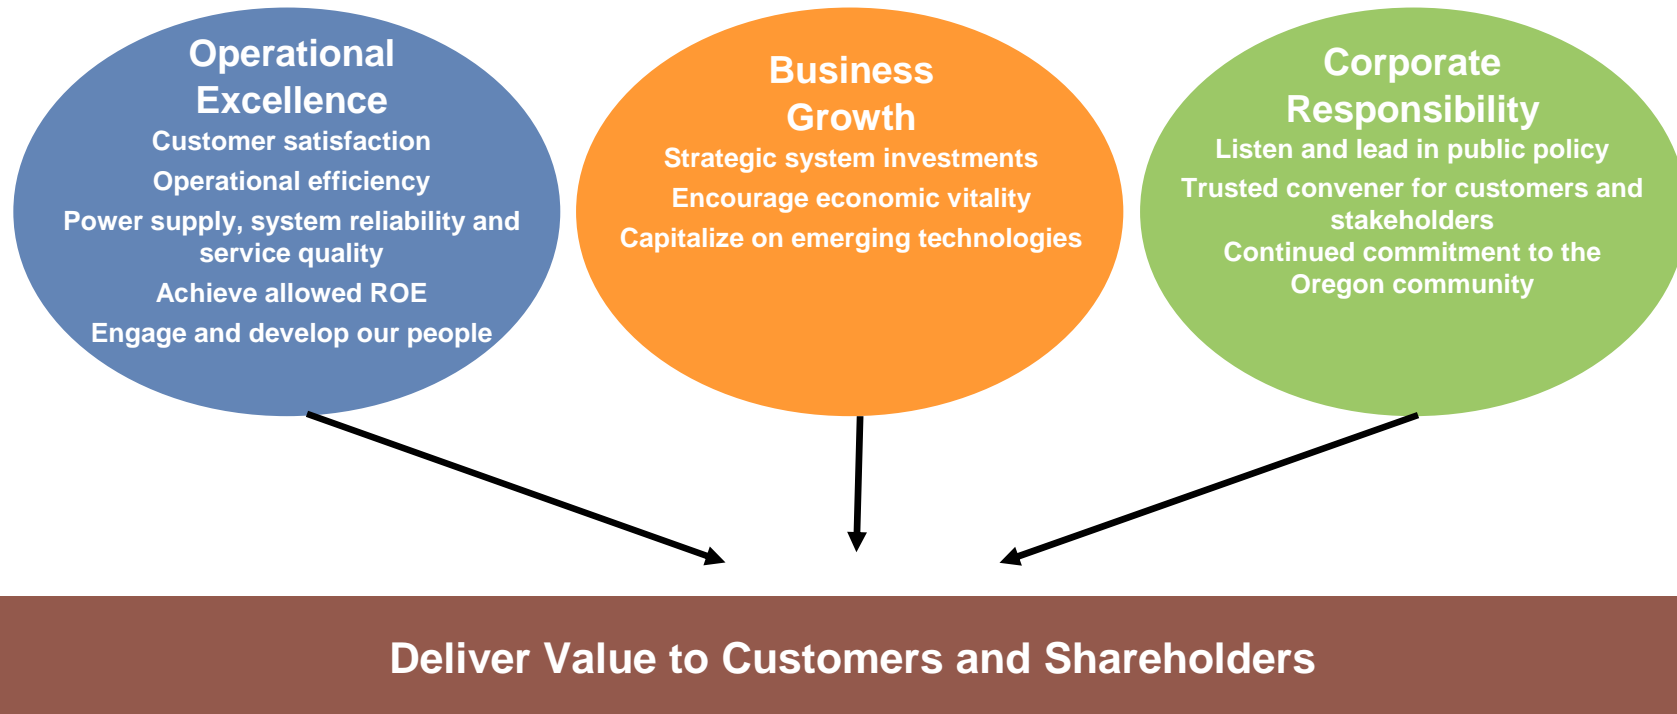 Operational
Excellence
Customer satisfaction
Operational efficiency
Power supply, system reliability and
service quality
Achieve allowed ROE
Engage and develop our people
Business
Growth
Strategic system investments
Encourage economic vitality
Capitalize on emerging technologies
Corporate
Responsibility
Listen and lead in public policy
Trusted convener for customers and
stakeholders
Continued commitment to the
Oregon community
Deliver Value to Customers and Shareholders